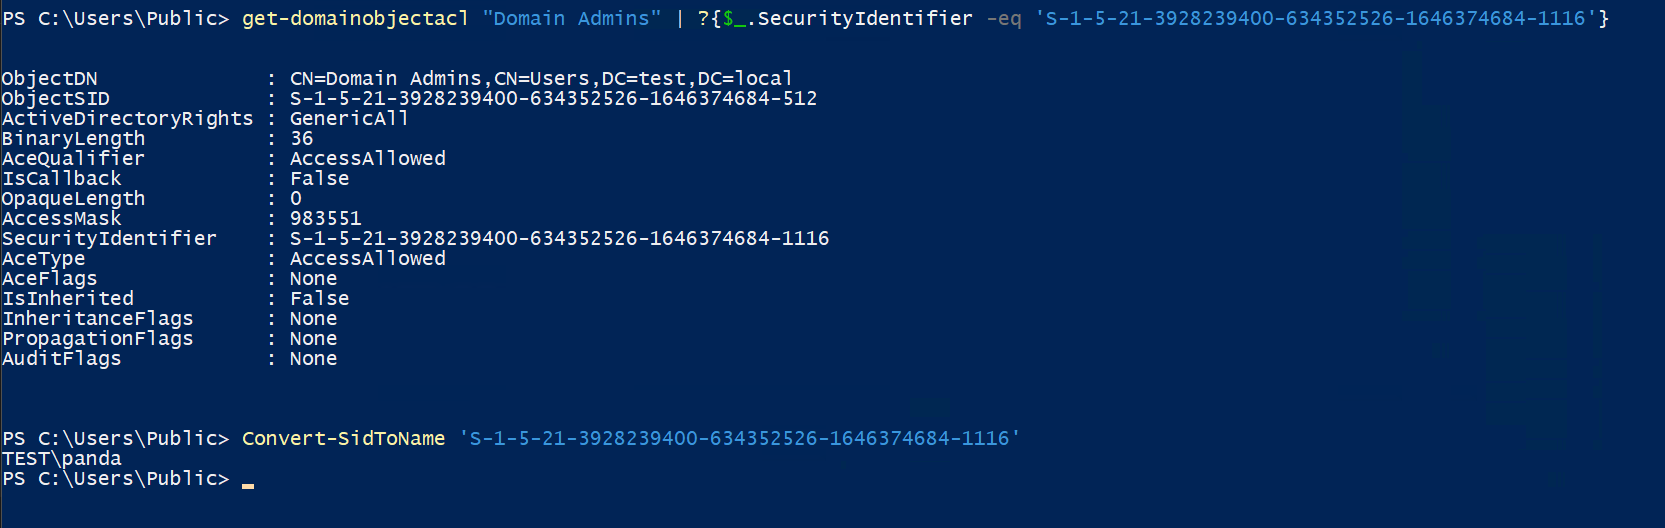 PS C:\Users\Public> get-domainobjectacl "Domain Admins" | ?{$_.SecurityIdentifier -eq 'S-1-5-21-3928239400-634352526-1646374684-1116'}
ObjectDN              : CN=Domain Admins,CN=Users,DC=test,DC=local
ObjectSID             : S-1-5-21-3928239400-634352526-1646374684-512
ActiveDirectoryRights : GenericAll
BinaryLength          : 36
AceQualifier          : AccessAllowed
IsCallback            : False
OpaqueLength          : 0
AccessMask            : 983551
SecurityIdentifier    : S-1-5-21-3928239400-634352526-1646374684-1116
AceType               : AccessAllowed
AceFlags              : None
IsInherited           : False
InheritanceFlags      : None
PropagationFlags      : None
AuditFlags            : None
PS C:\Users\Public> Convert-SidToName 'S-1-5-21-3928239400-634352526-1646374684-1116'
TEST\panda
PS C:\Users\Public> _